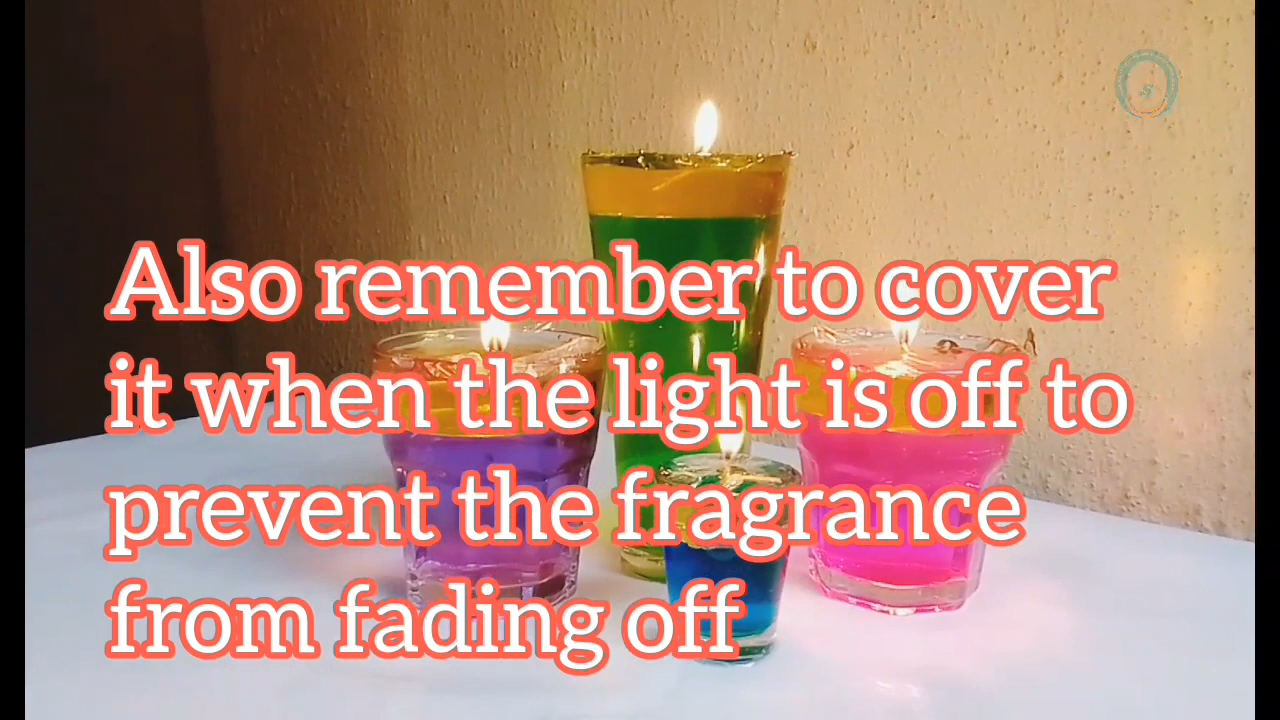 Also remember to cover
it when the light is off to
prevent the fragrance
from fading off